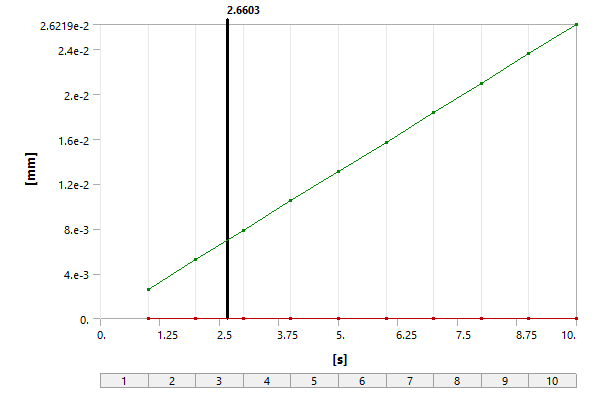 2.6603
2.6219e-2
2.4e-2
2.e-2
1.6e-2
1.2e-2
8.e-3
4.e-3
0.
[mm]
0. 1.25 2.5 3.75 5. 6.25 7.5 8.75 10.
[s]
1 2 3 4 5 6 7 8 9 10